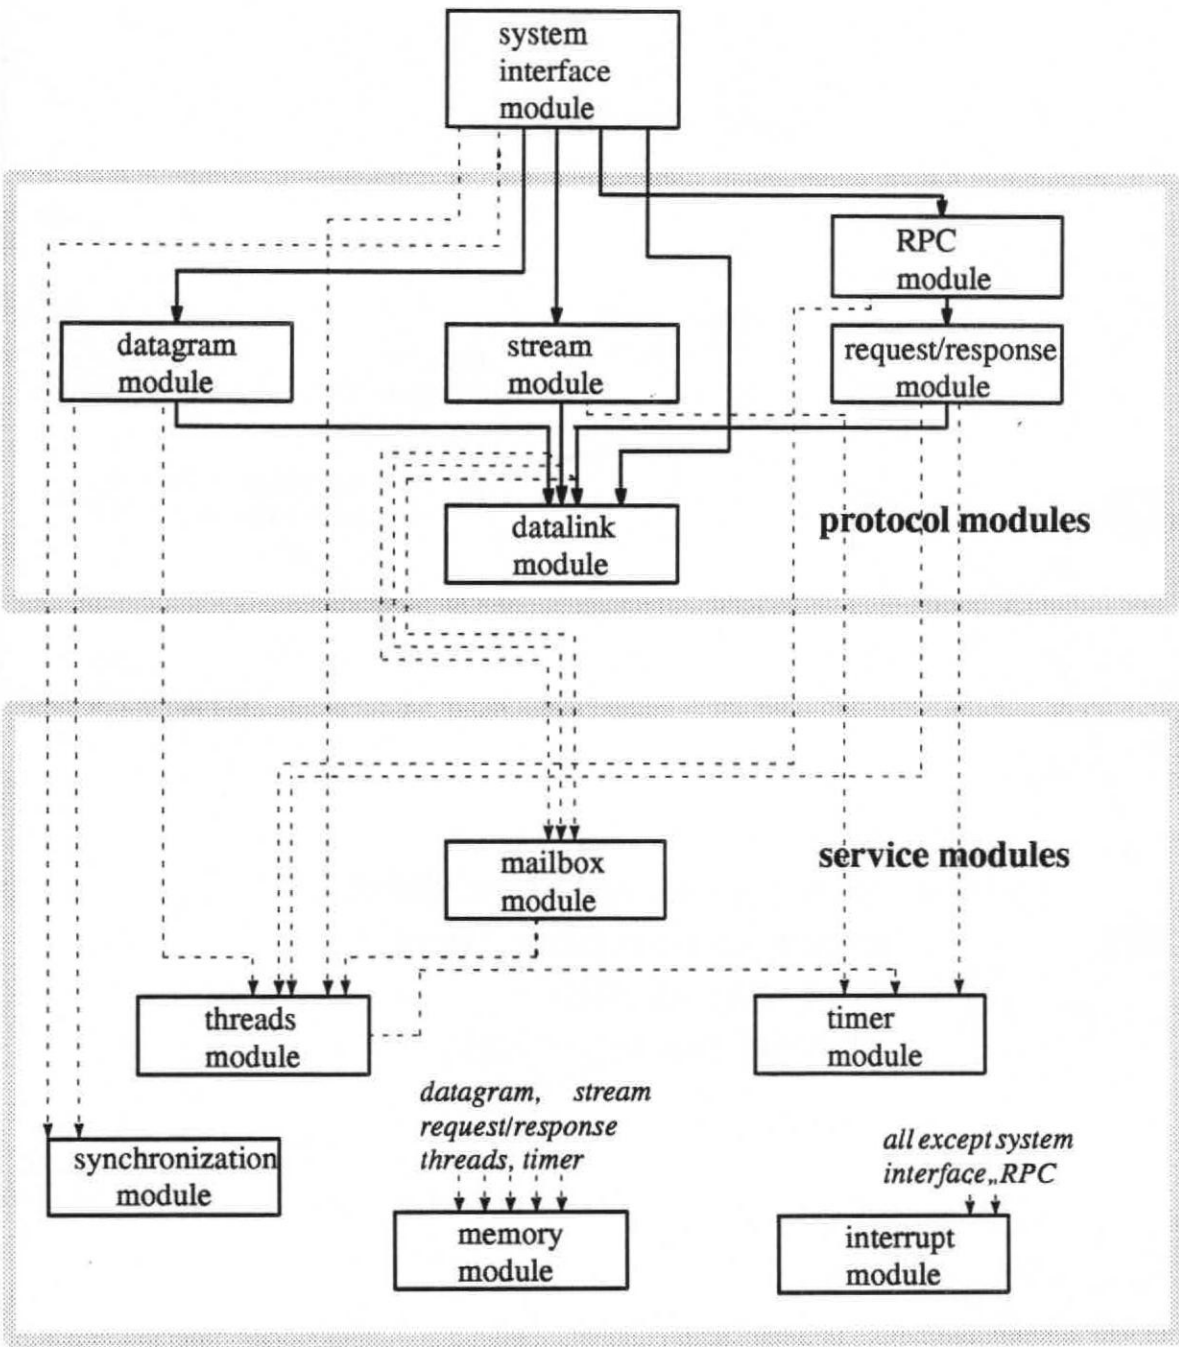 system
interface
module
RPC
module
datagram
module
stream
module
request/response
module
datalink
module
protocol modules
mailbox
module
service modules
threads
module
timer
module
datagram, stream
request/response
threads, timer
all except system
interface,,RPC
synchronization
module
memory
module
interrupt
module